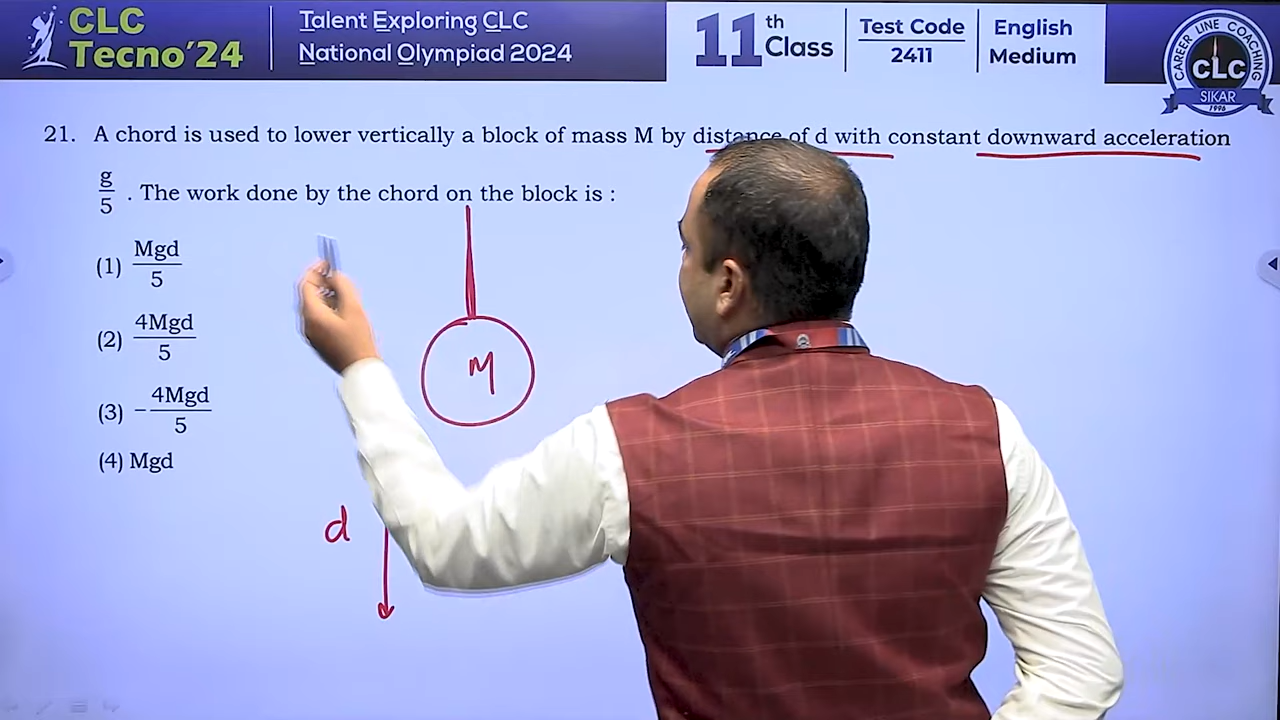 CLC
Tecno'24
Talent Exploring CLC
National Olympiad 2024
11th Class
Test Code
2411
English
Medium
CAREER LINE COACHING
CLC
SIKAR
1996
21. A chord is used to lower vertically a block of mass M by distance of d with constant downward acceleration
g/5 . The work done by the chord on the block is :
(1) Mgd/5
(2) 4Mgd/5
(3) -4Mgd/5
(4) Mgd
M
d